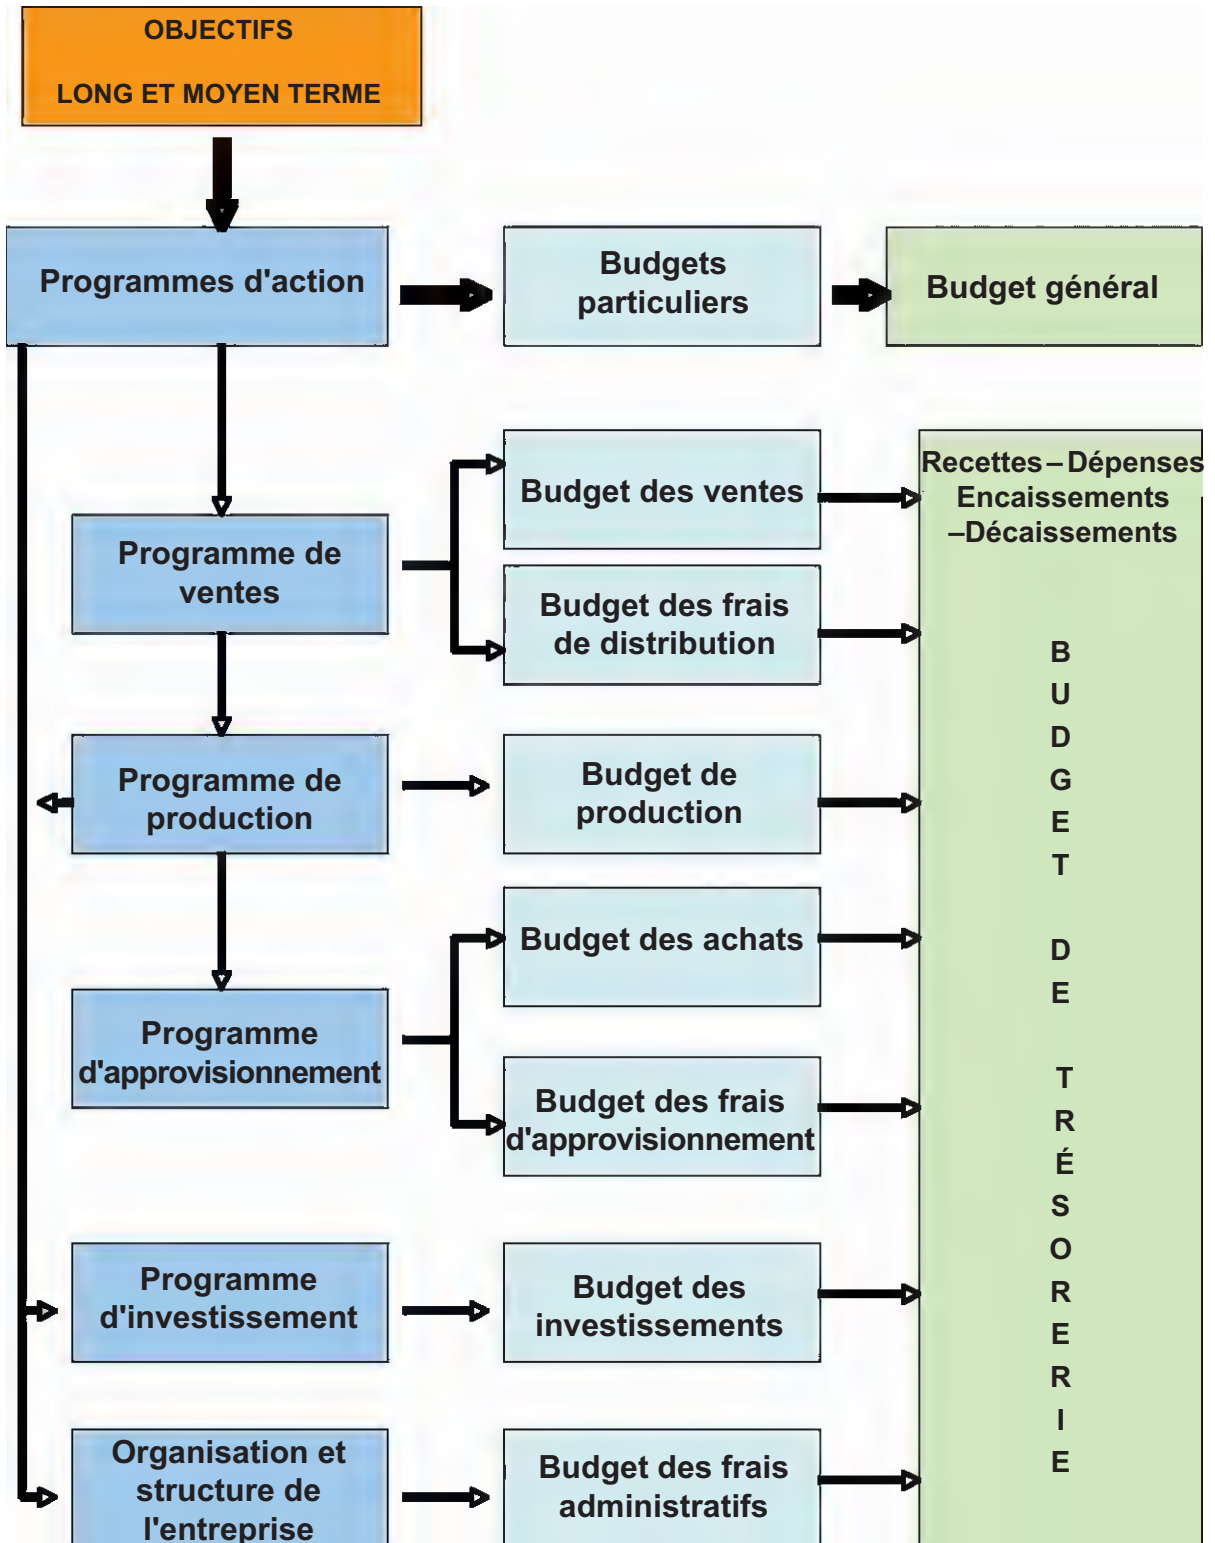 OBJECTIFS
LONG ET MOYEN TERME
Programmes d'action
Budgets
particuliers
Budget général
Programme de
ventes
Budget des ventes
Budget des frais
de distribution
Programme de
production
Budget de
production
Programme
d'approvisionnement
Budget des achats
Budget des frais
d'approvisionnement
Programme
d'investissement
Budget des
investissements
Organisation et
structure de
l'entreprise
Budget des frais
administratifs
Recettes – Dépenses
Encaissements
–Décaissements
B
U
D
G
E
T
D
E
T
R
É
S
O
R
E
R
I
E